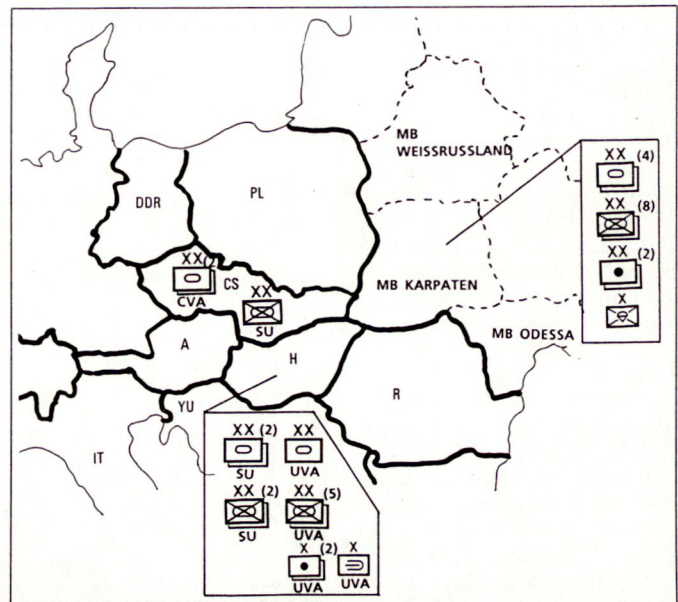 MB
WEISSRUSSLAND
DDR
PL
XX (2)
CVA
CS
XX
SU
MB KARPATEN
MB ODESSA
A
H
R
YU
IT
XX (4)
XX (8)
XX (2)
X
XX (2)
SU
XX
UVA
XX (2)
SU
XX (5)
UVA
X (2)
UVA
X
UVA